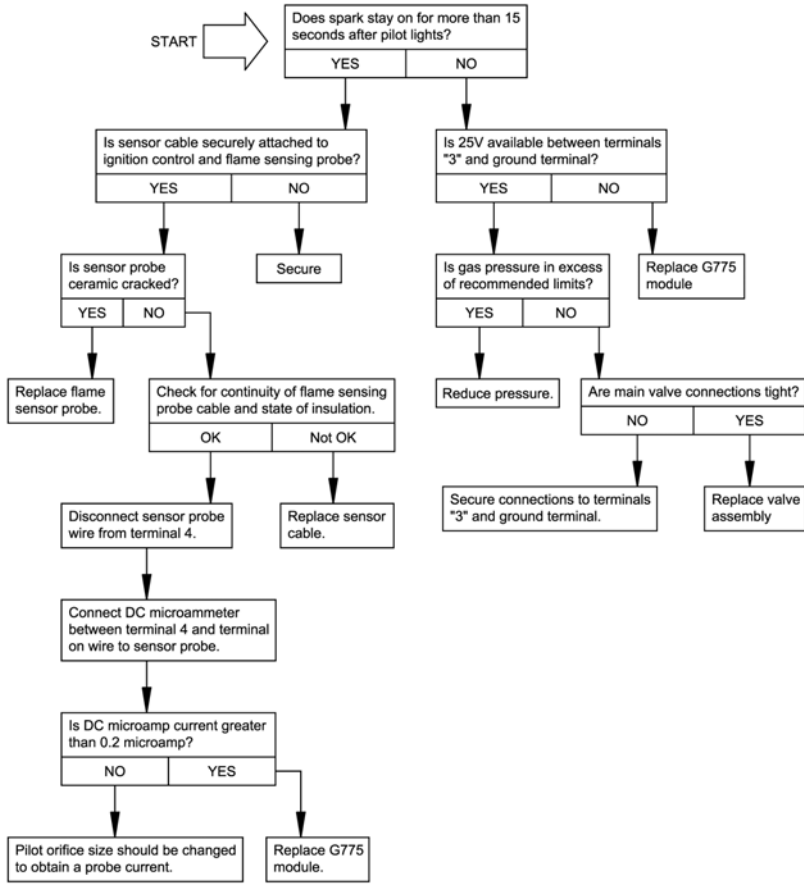 Does spark stay on for more than 15
seconds after pilot lights?
START
YES
NO
Is sensor cable securely attached to
ignition control and flame sensing probe?
YES
NO
Is 25V available between terminals
"3" and ground terminal?
YES
NO
Is sensor probe
ceramic cracked?
YES
NO
Secure
Is gas pressure in excess
of recommended limits?
YES
NO
Replace G775
module
Replace flame
sensor probe.
Check for continuity of flame sensing
probe cable and state of insulation.
OK
Not OK
Reduce pressure.
Are main valve connections tight?
NO
YES
Disconnect sensor probe
wire from terminal 4.
Replace sensor
cable.
Secure connections to terminals
"3" and ground terminal.
Replace valve
assembly
Connect DC microammeter
between terminal 4 and terminal
on wire to sensor probe.
Is DC microamp current greater
than 0.2 microamp?
NO
YES
Pilot orifice size should be changed
to obtain a probe current.
Replace G775
module.